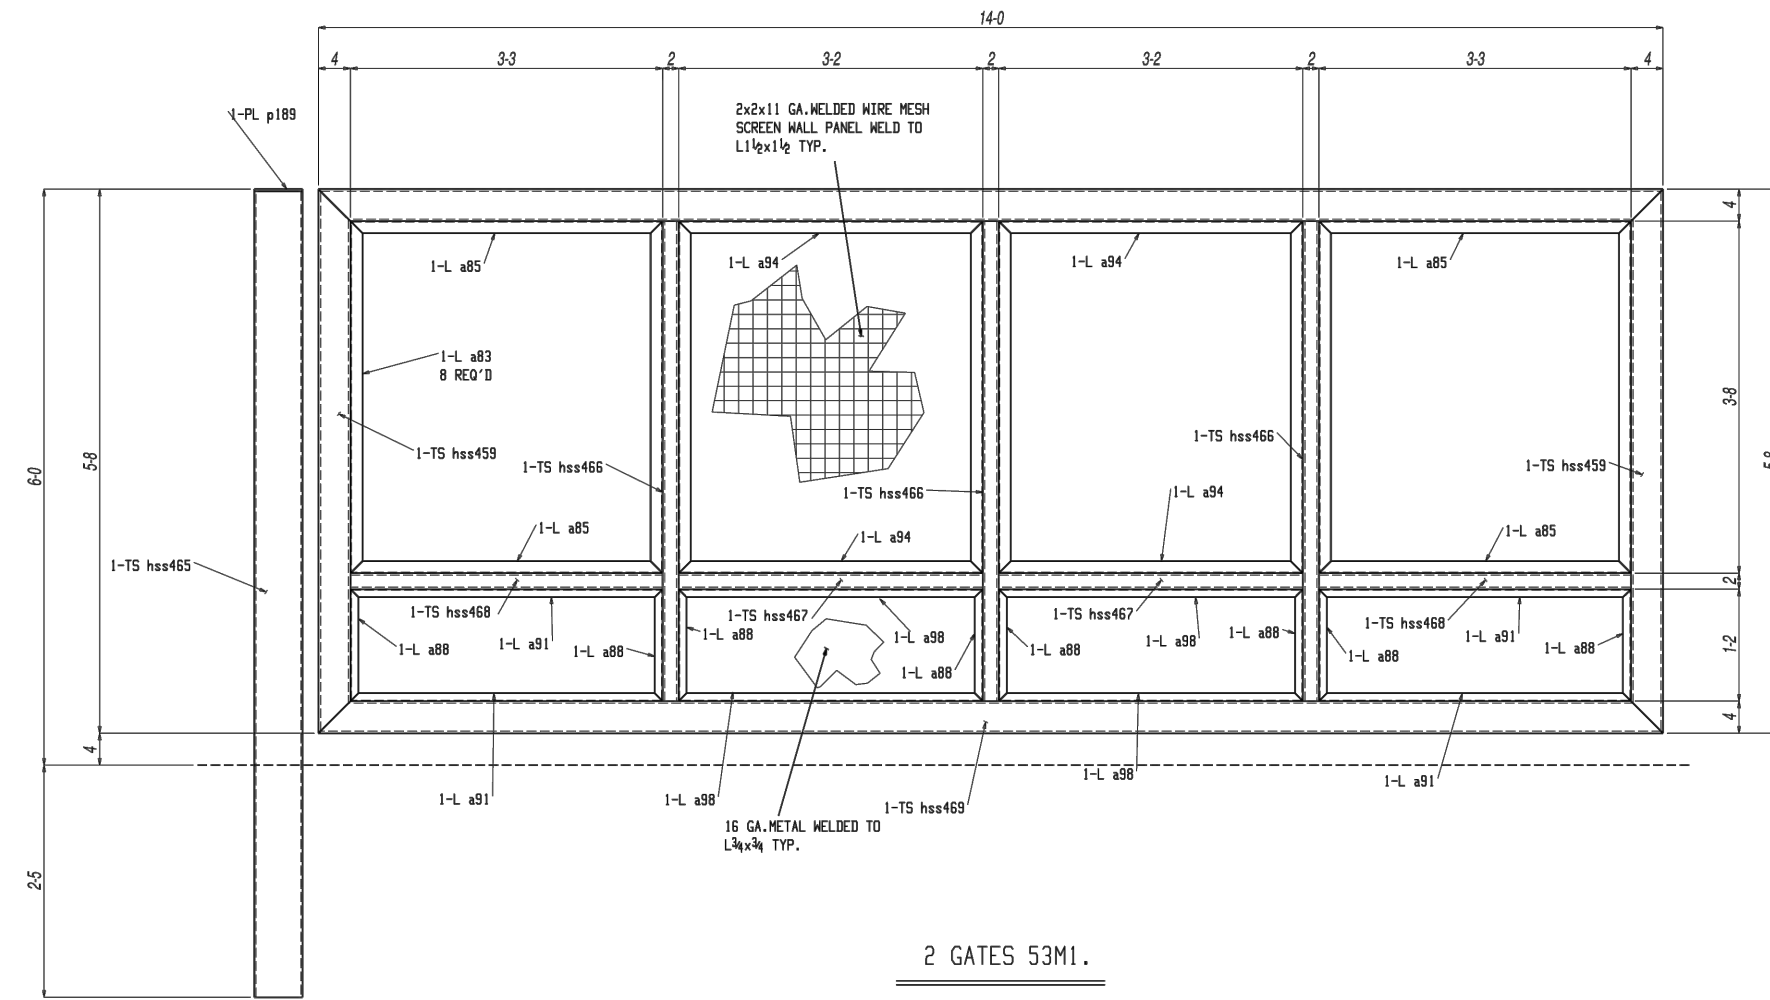 14-0
4
3-3
2
3-2
2
3-2
2
3-3
4
1-PL p189
2x2x11 GA.WELDED WIRE MESH
SCREEN WALL PANEL WELD TO
L1½x1½ TYP.
4
1-L a85
1-L a94
1-L a94
1-L a85
1-L a83
8 REQ'D
3-8
6-0
5-8
1-TS hss459
1-TS hss466
1-TS hss466
1-TS hss466
1-TS hss459
1-L a94
1-L a85
1-L a94
1-L a85
1-TS hss465
2
1-TS hss468
1-TS hss467
1-TS hss467
1-TS hss468
1-L a88
1-L a91
1-L a88
1-L a88
1-L a98
1-L a88
1-L a88
1-L a98
1-L a88
1-L a88
1-L a91
1-L a88
1-2
4
4
1-L a91
1-L a98
1-TS hss469
1-L a98
1-L a91
16 GA.METAL WELDED TO
L¾x¾ TYP.
2-5
2 GATES 53M1.